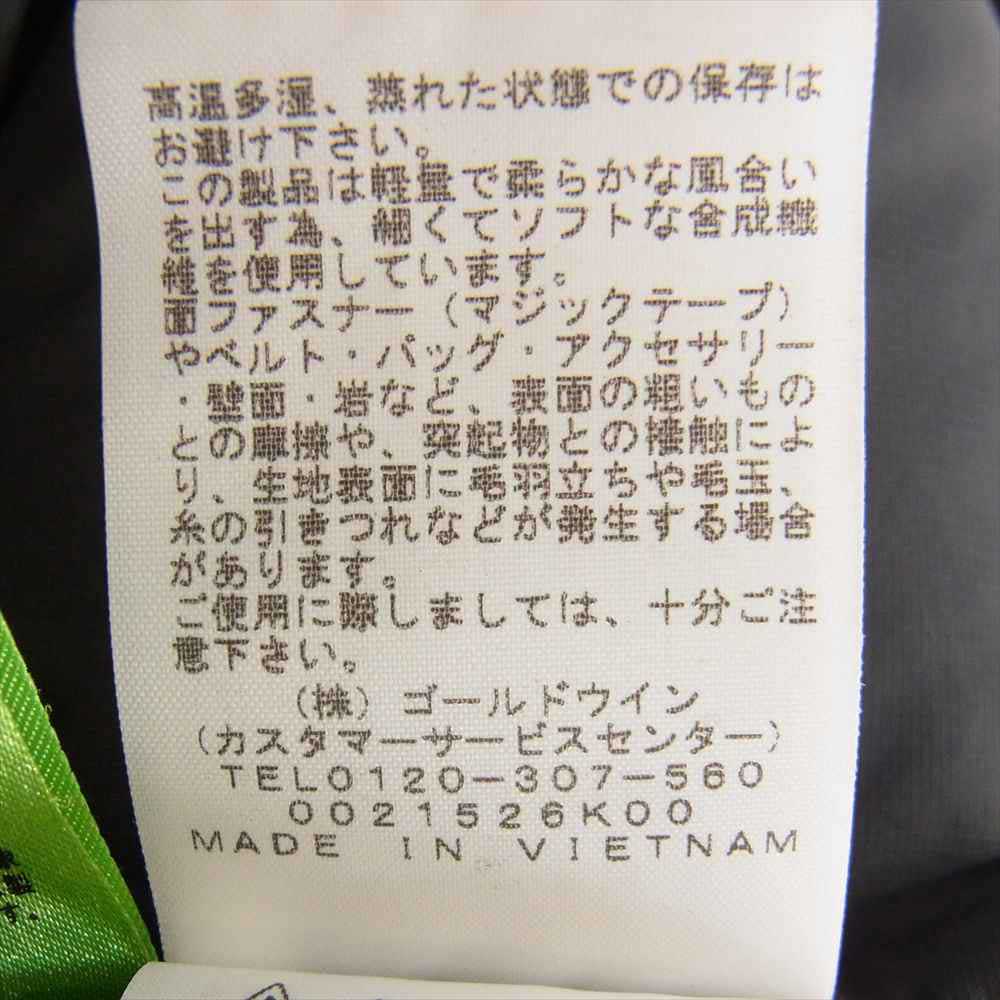 高温多湿、蒸れた状態での保存は
お避け下さい。
この製品は軽量で柔らかな風合い
を出す為、細くてソフトな合成繊
維を使用しています。
面ファスナー（マジックテープ）
やベルト・バッグ・アクセサリー
・壁面・岩など、表面の粗いもの
との摩擦や、突起物との接触によ
り、生地表面に毛羽立ちや毛玉、
糸の引きつれなどが発生する場合
があります。
ご使用に際しましては、十分ご注
意下さい。
（株）ゴールドウイン
（カスタマーサービスセンター）
TEL0120-307-560
0021526K00
MADE IN VIETNAM
す。